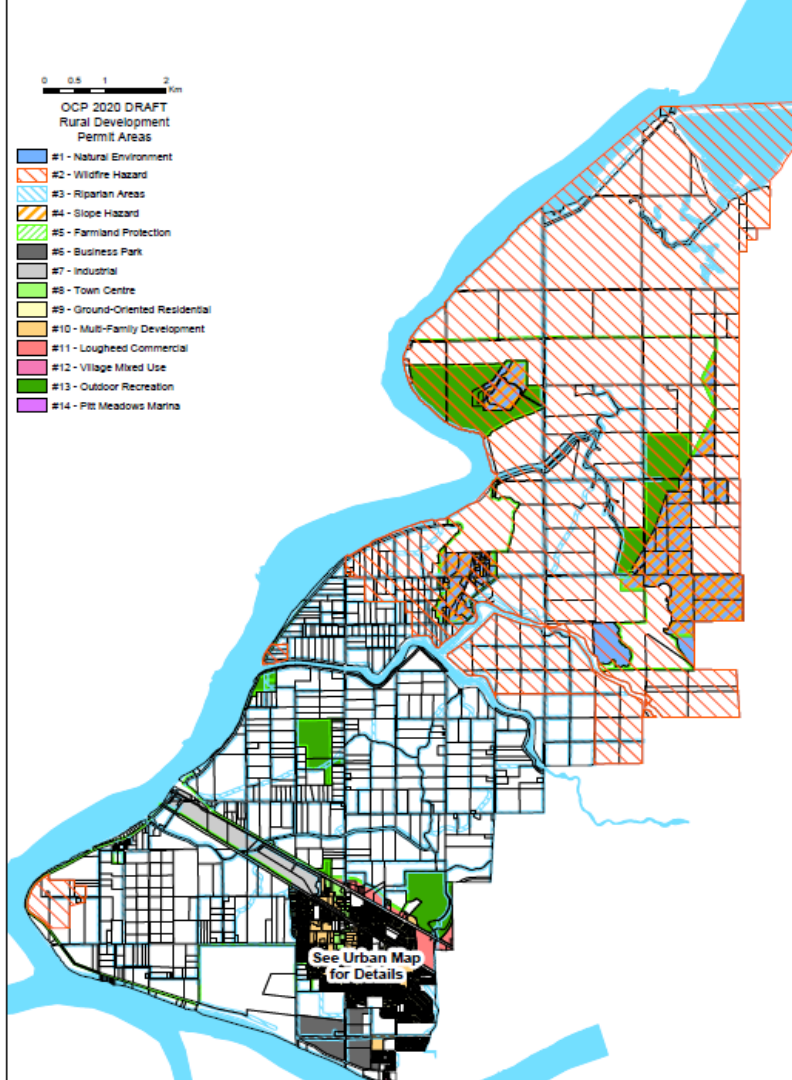 0 0.5 1 2
Km
OCP 2020 DRAFT
Rural Development
Permit Areas
#1 - Natural Environment
#2 - Wildfire Hazard
#3 - Riparian Areas
#4 - Slope Hazard
#5 - Farmland Protection
#6 - Business Park
#7 - Industrial
#8 - Town Centre
#9 - Ground-Oriented Residential
#10 - Multi-Family Development
#11 - Lougheed Commercial
#12 - Village Mixed Use
#13 - Outdoor Recreation
#14 - Pitt Meadows Marina
See Urban Map
for Details